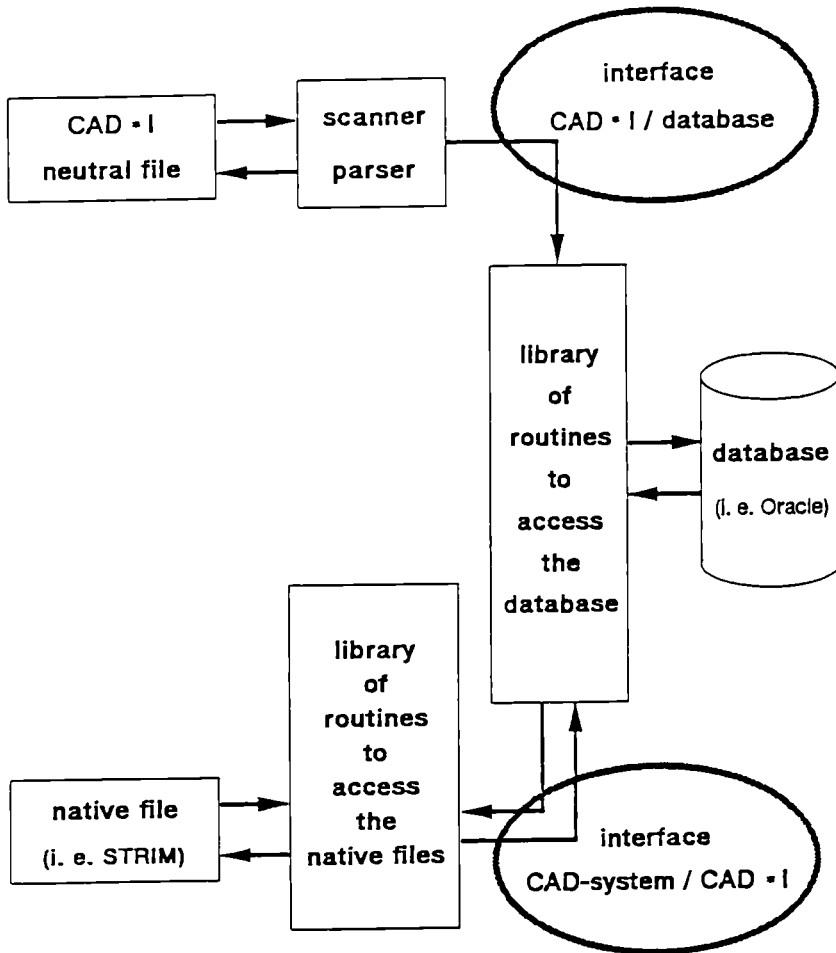 CAD * I
neutral file
scanner
parser
interface
CAD * I / database
library
of
routines
to
access
the
database
database
(i. e. Oracle)
library
of
routines
to
access
the
native files
native file
(i. e. STRIM)
interface
CAD-system / CAD * I